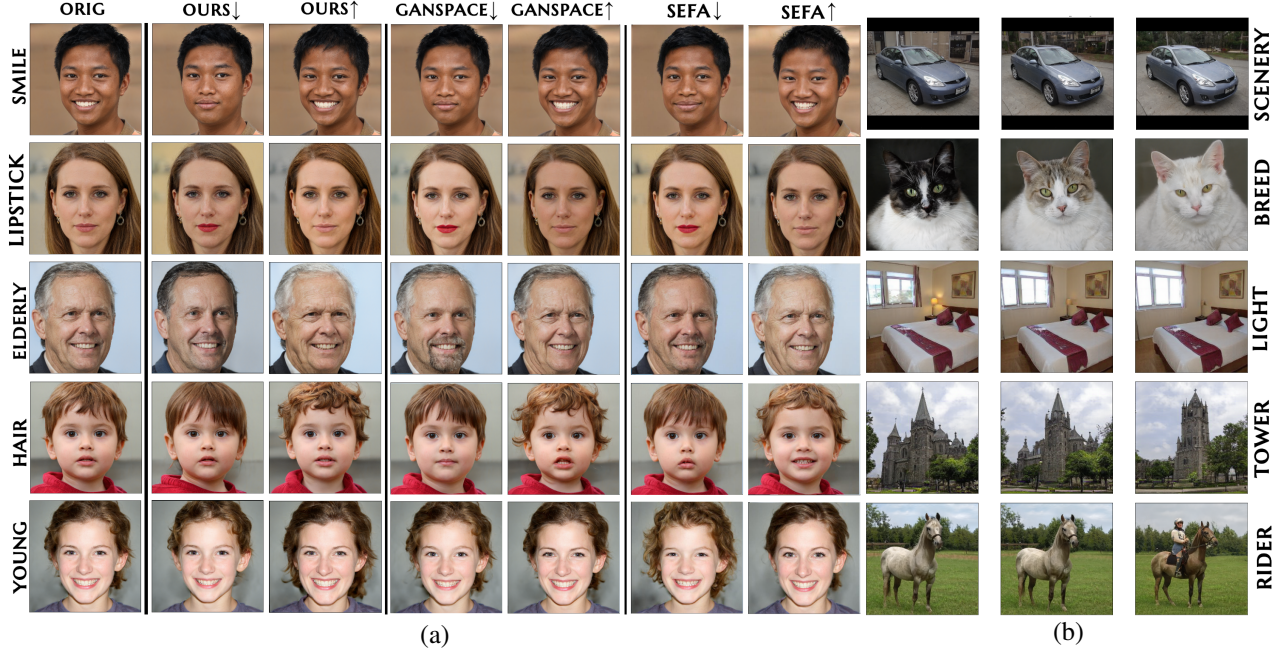 ORIG OURS↓ OURS↑ GANSPACE↓ GANSPACE↑ SEFA↓ SEFA↑
SMILE
SCENERY
LIPSTICK
BREED
ELDERLY
LIGHT
HAIR
TOWER
YOUNG
RIDER
(a)
(b)